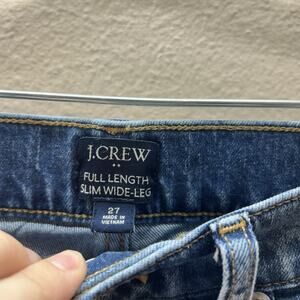 J.CREW
FULL LENGTH
SLIM WIDE-LEG
27
MADE IN
VIETNAM